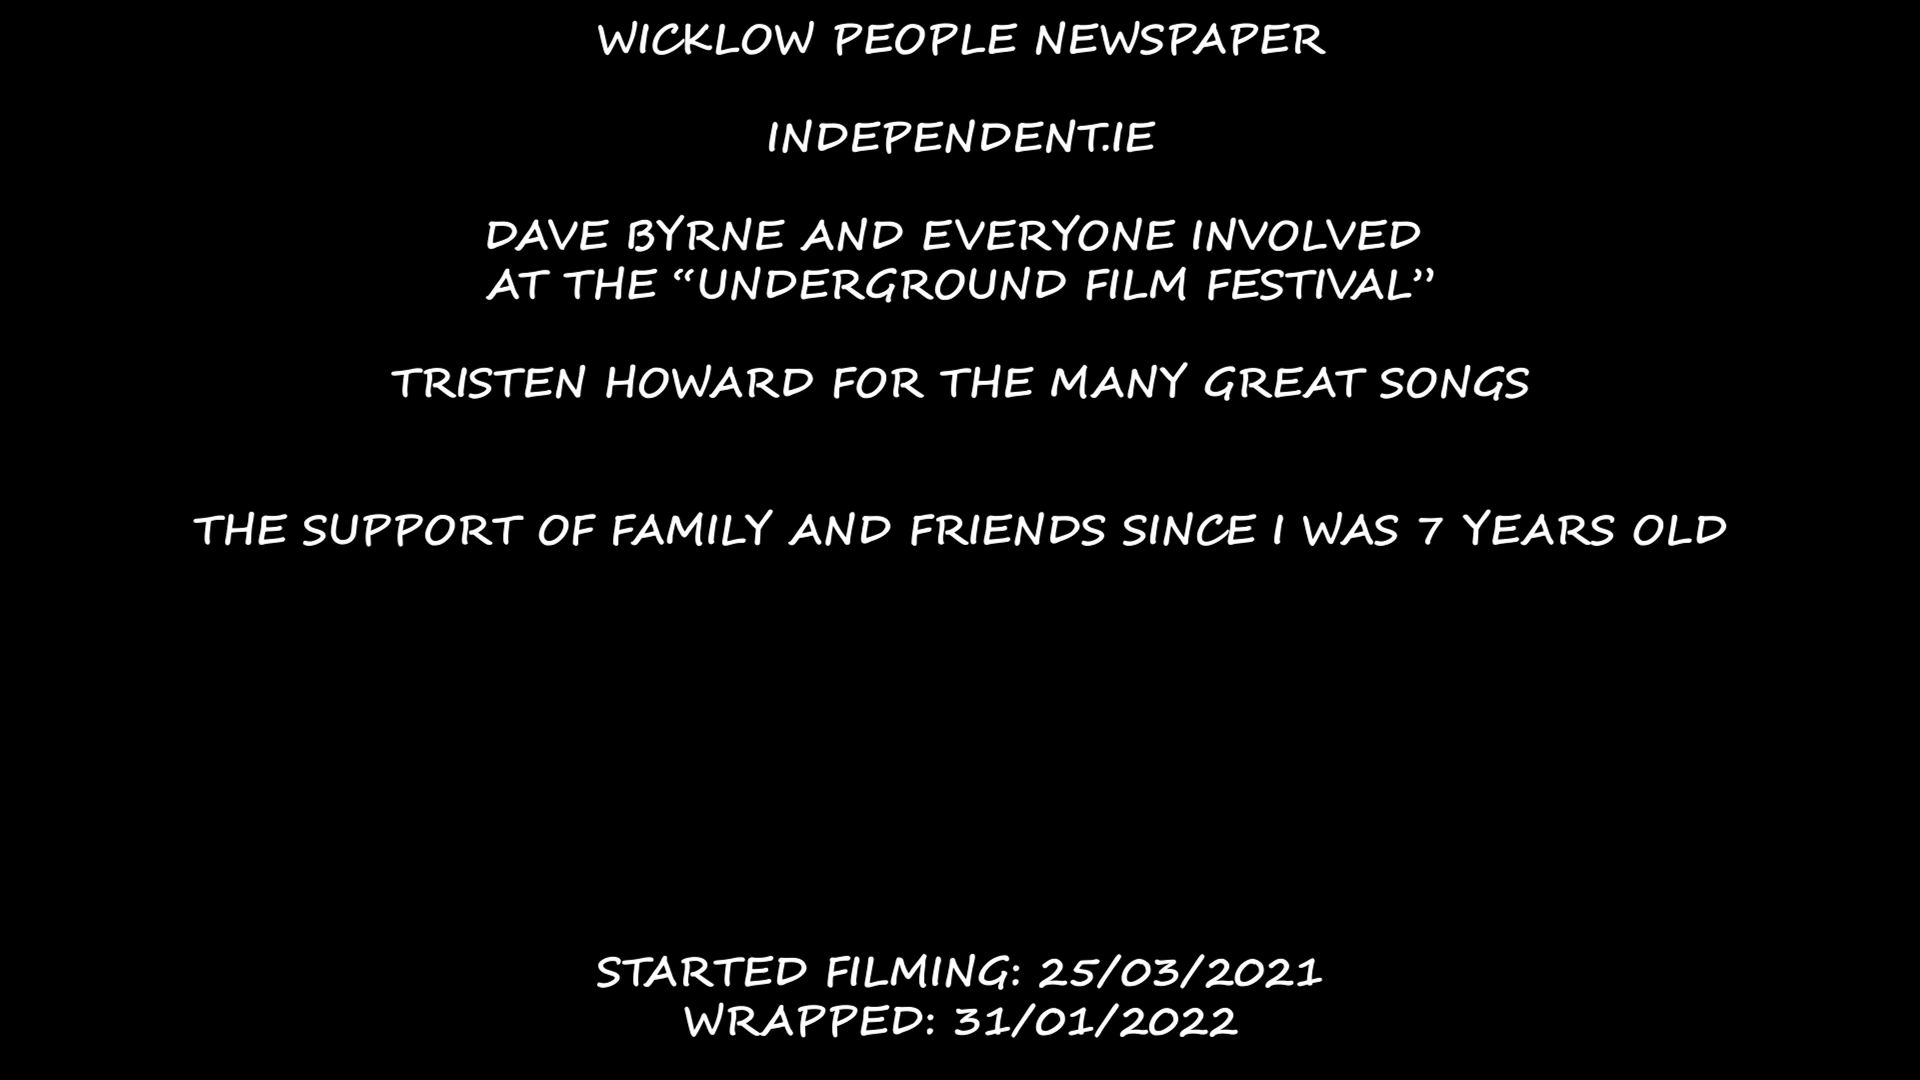 WICKLOW PEOPLE NEWSPAPER
INDEPENDENT.IE
DAVE BYRNE AND EVERYONE INVOLVED
AT THE “UNDERGROUND FILM FESTIVAL”
TRISTEN HOWARD FOR THE MANY GREAT SONGS
THE SUPPORT OF FAMILY AND FRIENDS SINCE I WAS 7 YEARS OLD
STARTED FILMING: 25/03/2021
WRAPPED: 31/01/2022